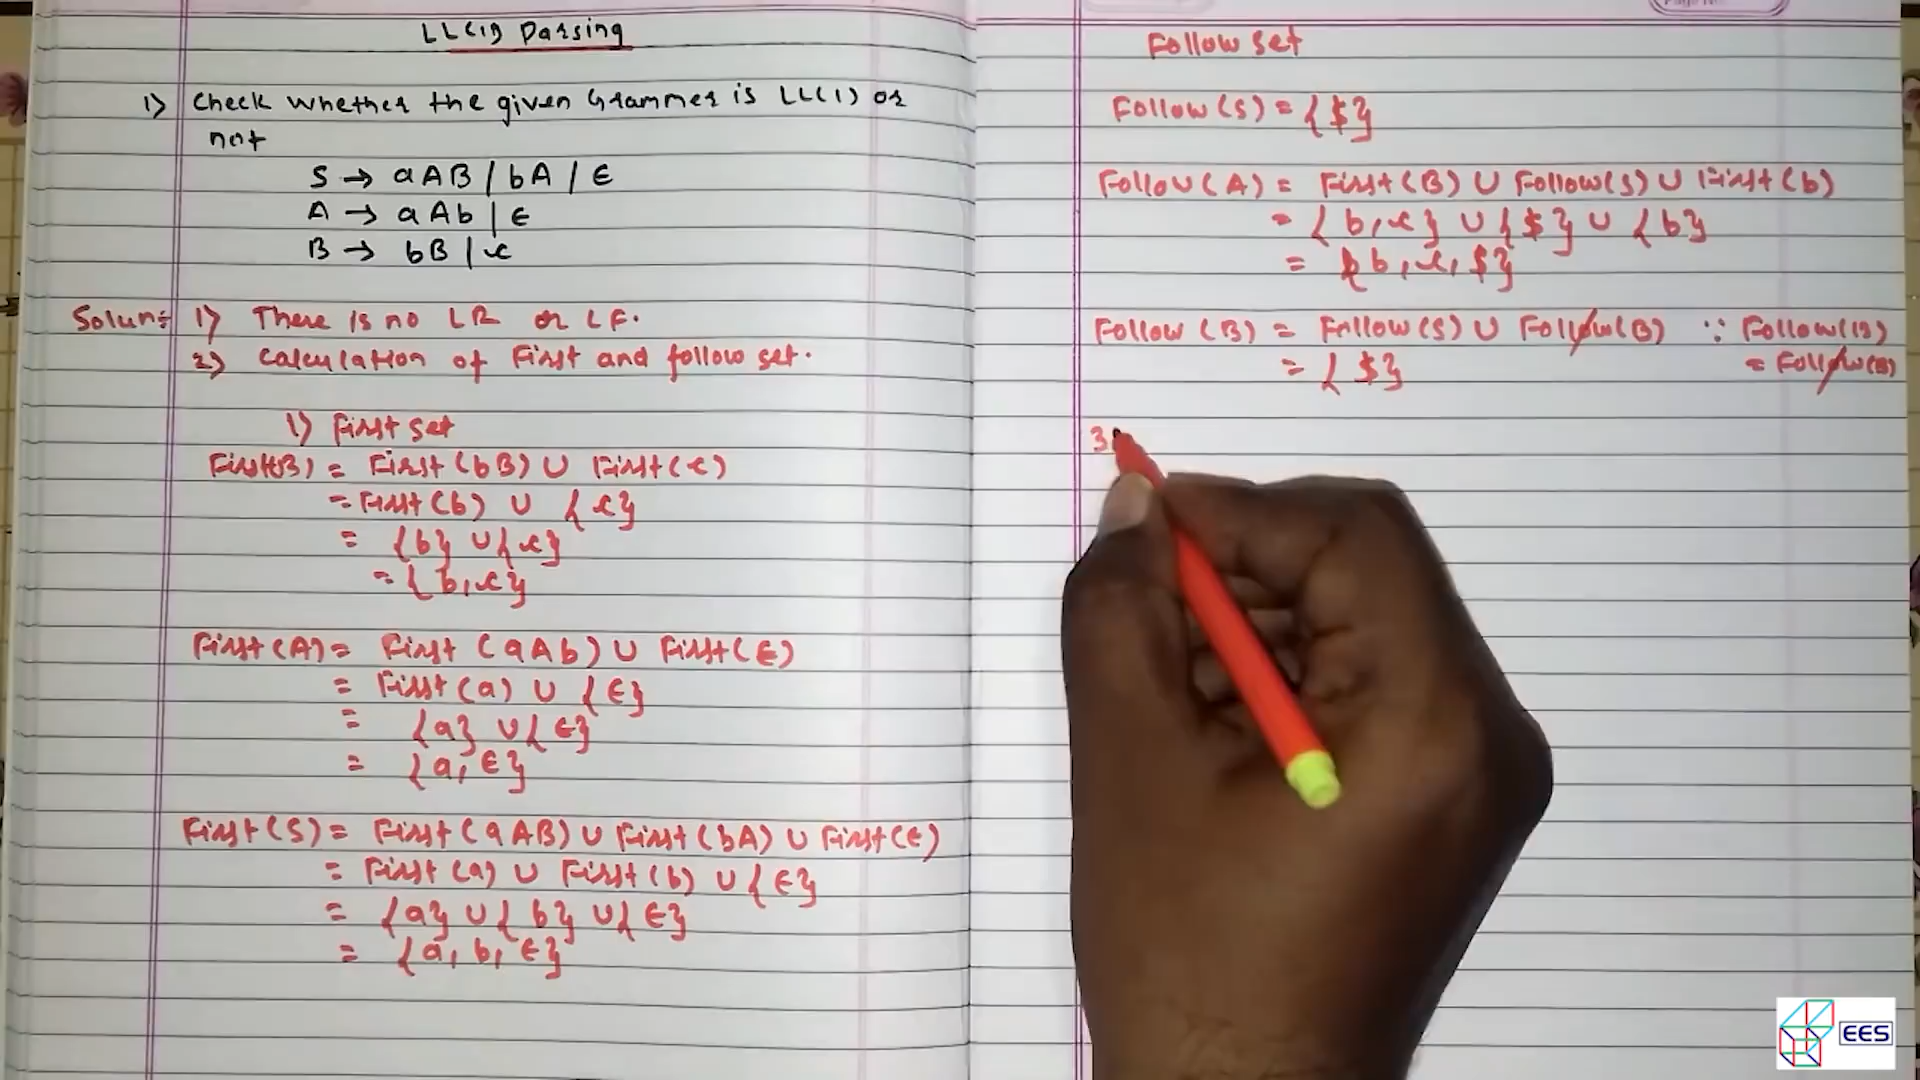 LL(1) Parsing
1) Check whether the given Grammer is LL(1) or
not
S → aAB | bA | ϵ
A → aAb | ϵ
B → bB | c
Solun: 1) There is no LR or LF.
2) Calculation of First and follow set.
1) First set
First(B) = First(bB) ∪ First(c)
= First(b) ∪ {c}
= {b} ∪ {c}
= {b, c}
First(A) = First(aAb) ∪ First(ϵ)
= First(a) ∪ {ϵ}
= {a} ∪ {ϵ}
= {a, ϵ}
First(S) = First(aAB) ∪ First(bA) ∪ First(ϵ)
= First(a) ∪ First(b) ∪ {ϵ}
= {a} ∪ {b} ∪ {ϵ}
= {a, b, ϵ}
Follow set
Follow(S) = {$}
Follow(A) = First(B) ∪ Follow(S) ∪ First(b)
= {b, c} ∪ {$} ∪ {b}
= {b, c, $}
Follow(B) = Follow(S) ∪ Follow(B) ∵ Follow(B)
= {$} = Follow(B)
3
EES